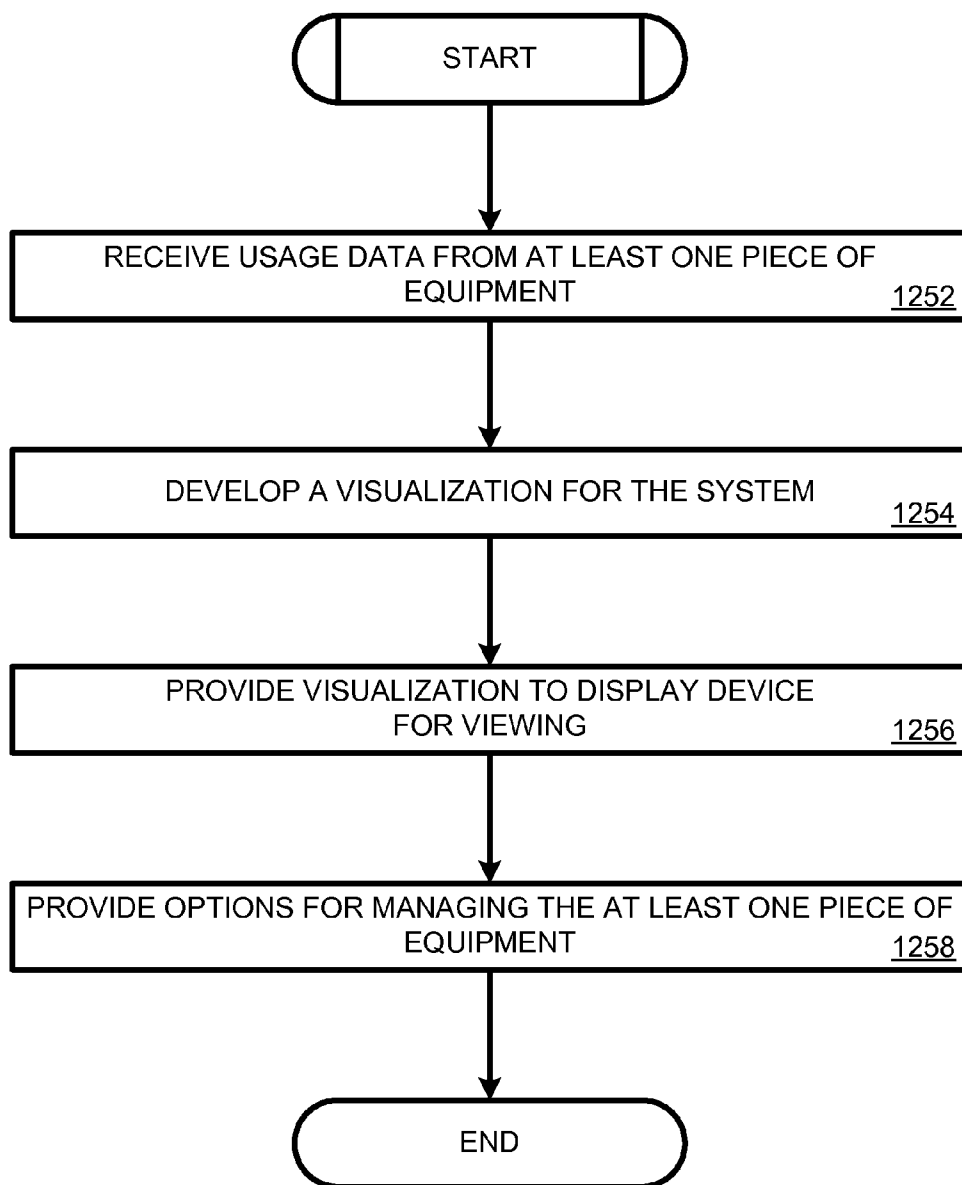 START
RECEIVE USAGE DATA FROM AT LEAST ONE PIECE OF
EQUIPMENT
1252
DEVELOP A VISUALIZATION FOR THE SYSTEM
1254
PROVIDE VISUALIZATION TO DISPLAY DEVICE
FOR VIEWING
1256
PROVIDE OPTIONS FOR MANAGING THE AT LEAST ONE PIECE OF
EQUIPMENT
1258
END